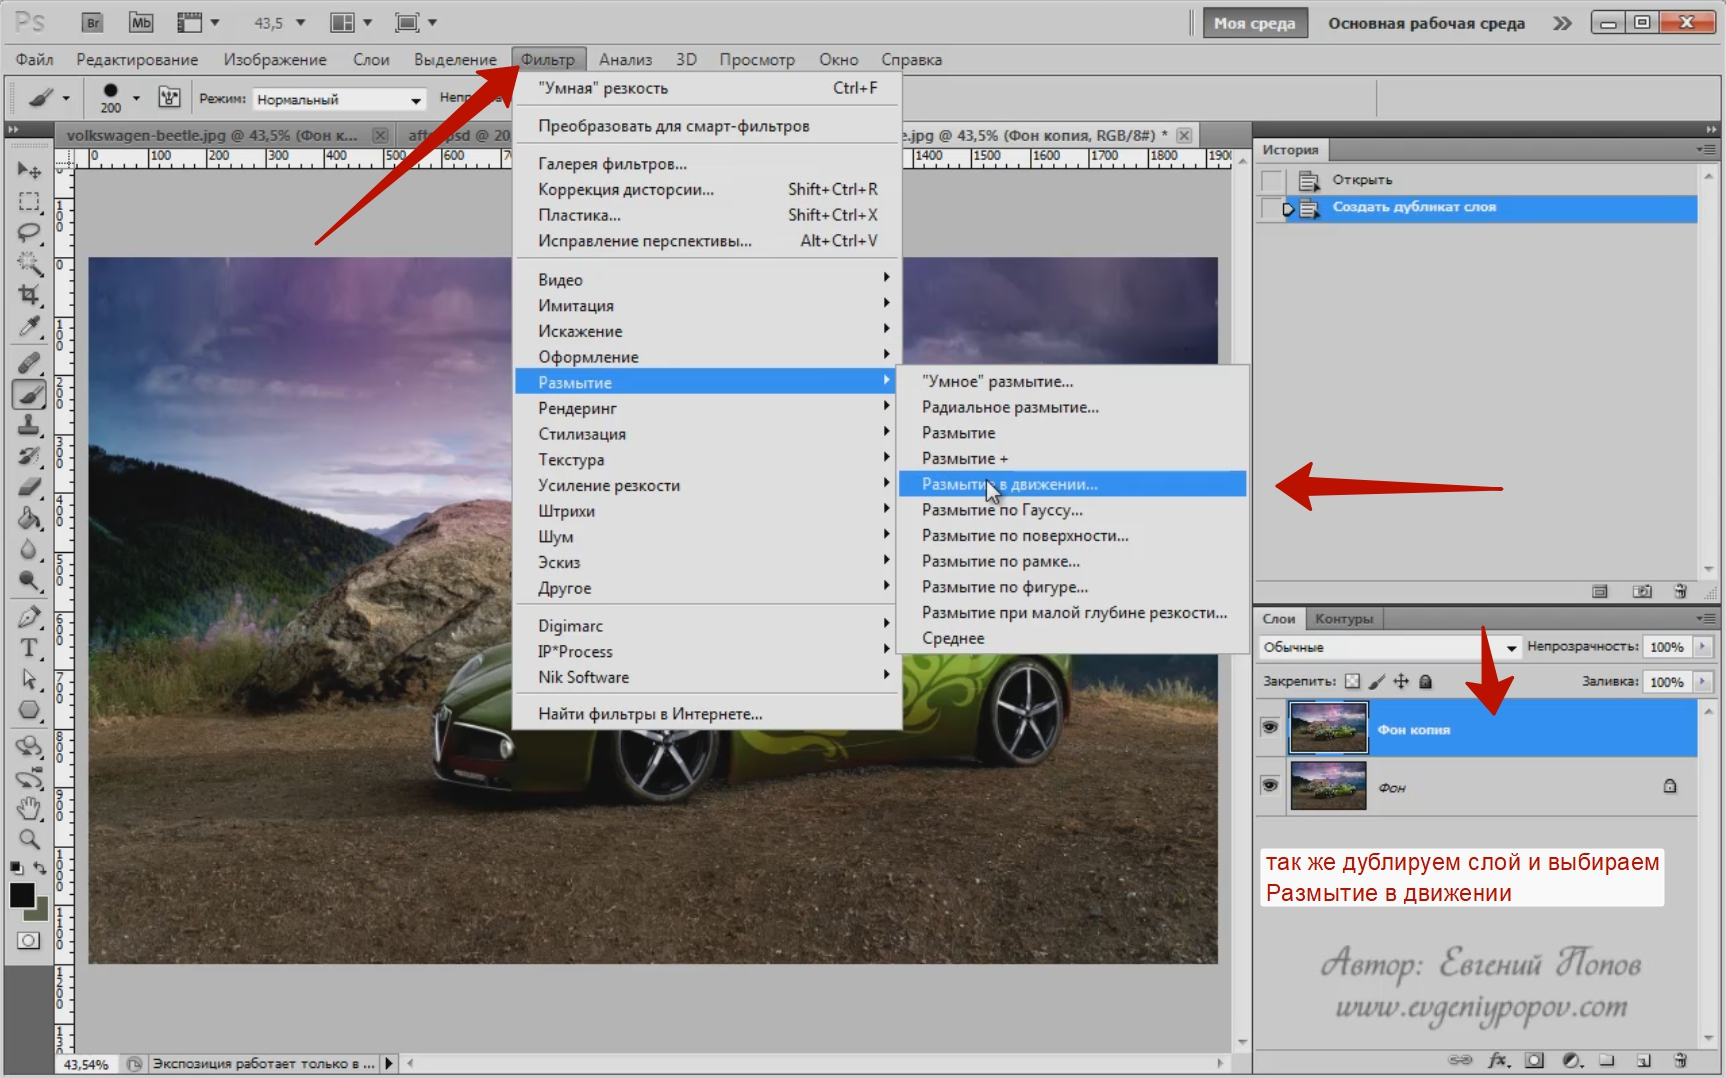 Ps Br Mb 43,5 Моя среда Основная рабочая среда
Файл Редактирование Изображение Слои Выделение Фильтр Анализ 3D Просмотр Окно Справка
200 Режим: Нормальный
volkswagen-beetle.jpg @ 43,5% (Фон к...
.jpg @ 43,5% (Фон копия, RGB/8#) *
0 100 200 300 400 500 600 1400 1500 1600 1700 1800 1900
"Умная" резкость Ctrl+F
Преобразовать для смарт-фильтров
Галерея фильтров...
Коррекция дисторсии... Shift+Ctrl+R
Пластика... Shift+Ctrl+X
Исправление перспективы... Alt+Ctrl+V
Видео
Имитация
Искажение
Оформление
Размытие
Рендеринг
Стилизация
Текстура
Усиление резкости
Штрихи
Шум
Эскиз
Другое
Digimarc
IP*Process
Nik Software
Найти фильтры в Интернете...
"Умное" размытие...
Радиальное размытие...
Размытие
Размытие +
Размытие в движении...
Размытие по Гауссу...
Размытие по поверхности...
Размытие по рамке...
Размытие по фигуре...
Размытие при малой глубине резкости...
Среднее
История
Открыть
Создать дубликат слоя
Слои Контуры
Обычные Непрозрачность: 100%
Закрепить: Заливка: 100%
Фон копия
Фон
так же дублируем слой и выбираем
Размытие в движении
Автор: Евгений Попов
www.evgeniypopov.com
43,54% Экспозиция работает только в ...